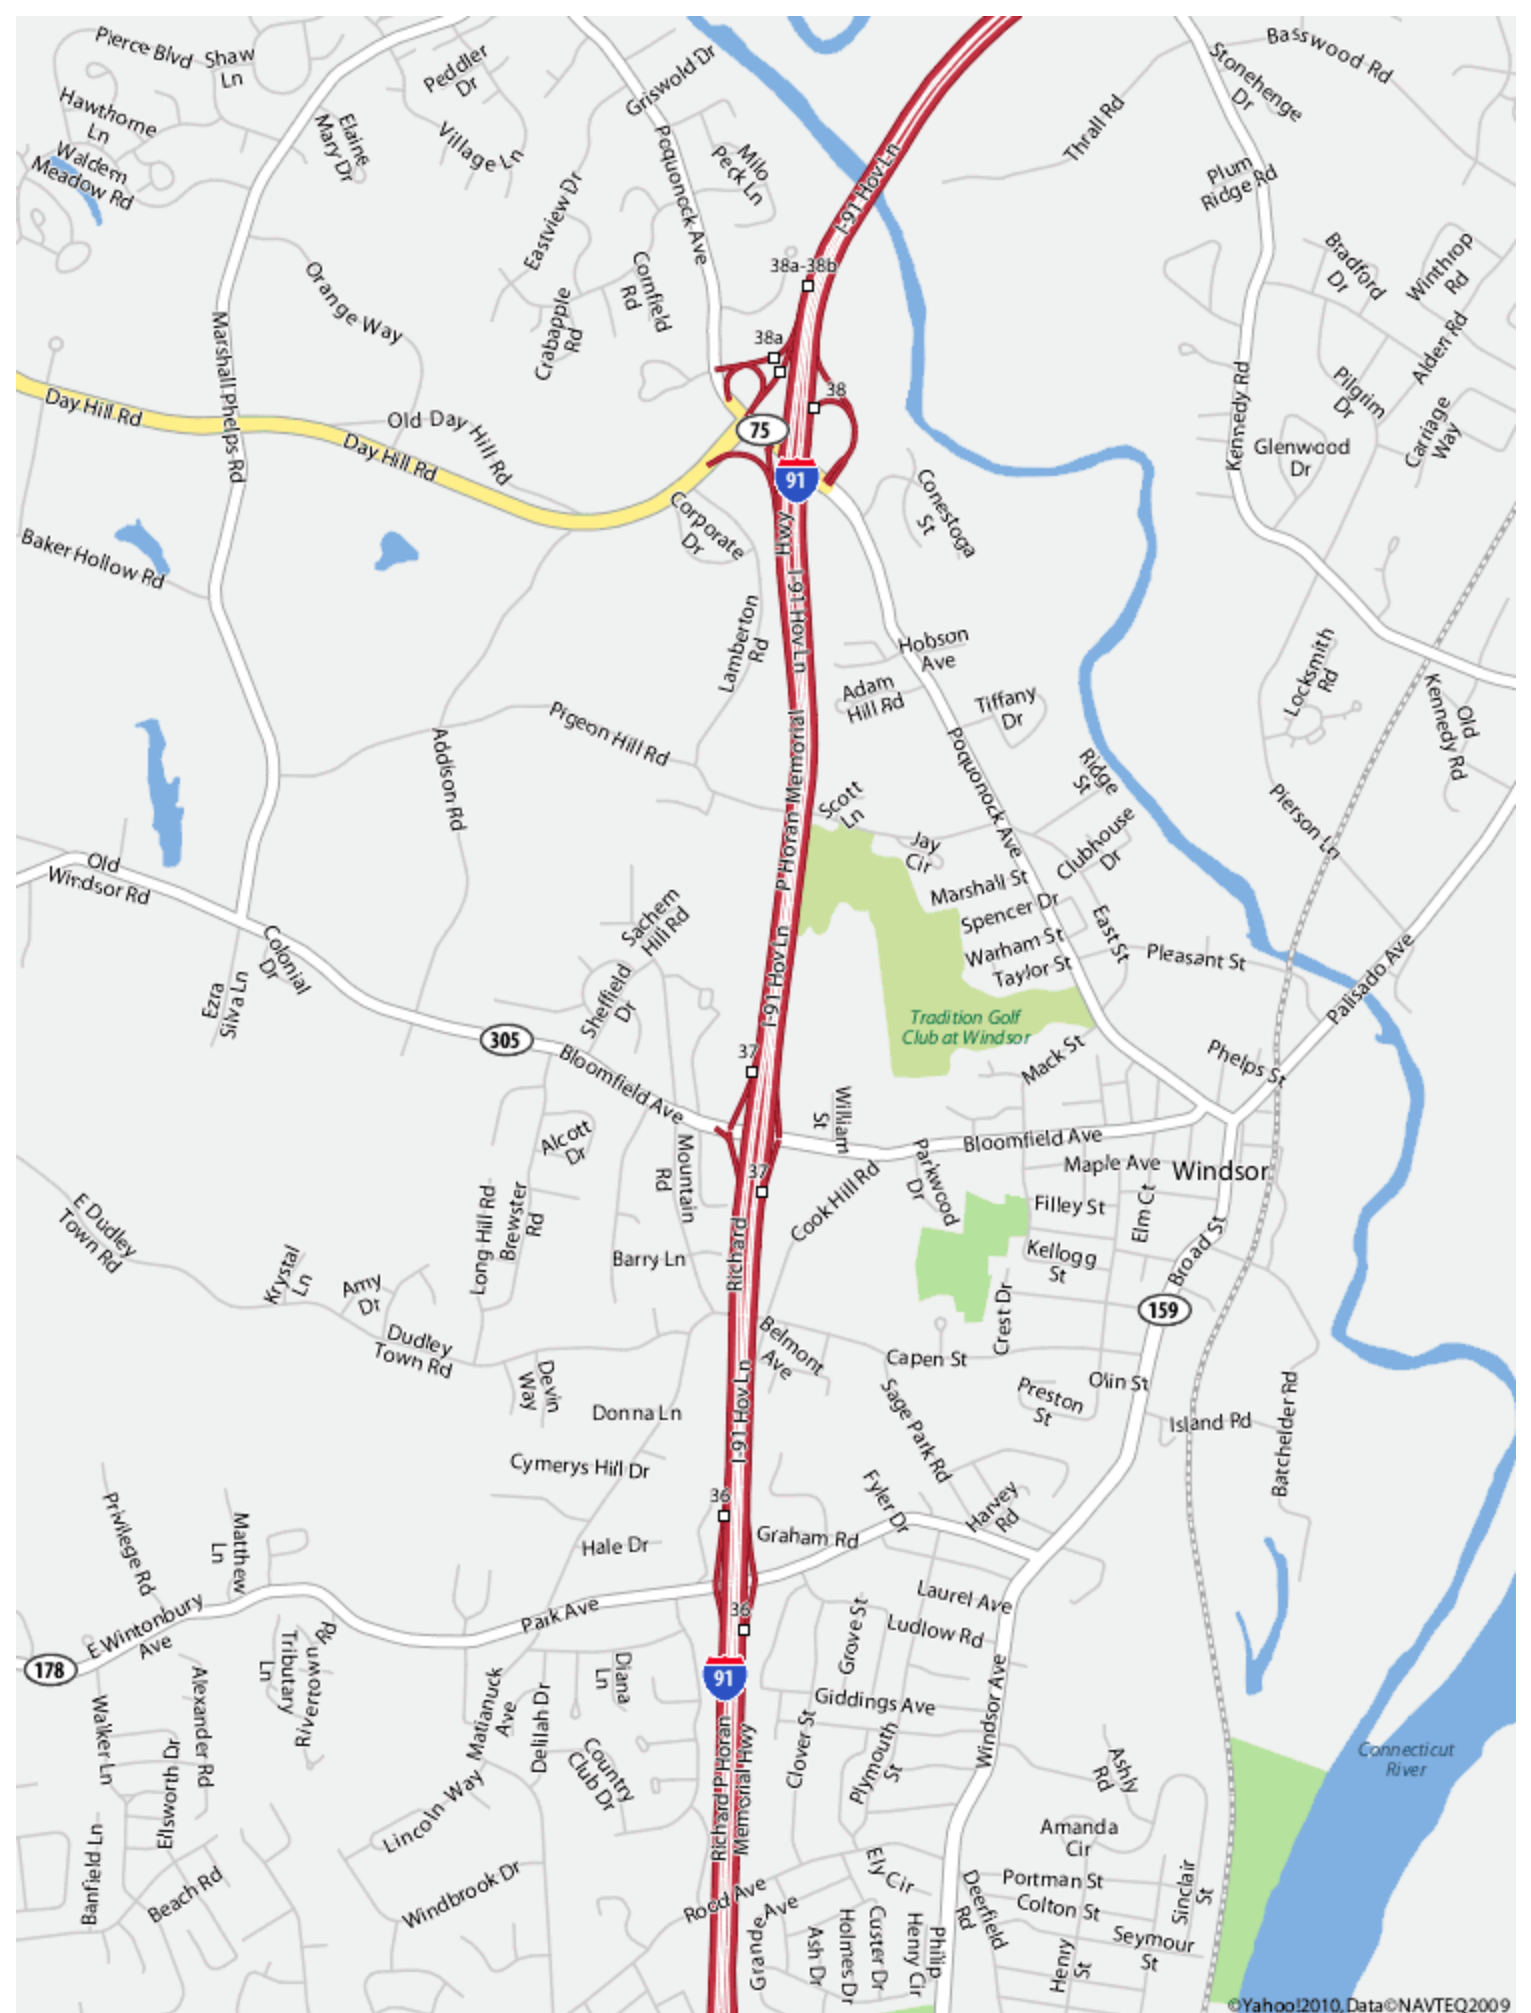 Pierce Blvd
Shaw
Ln
Peddler
Dr
Griswold Dr
Basswood Rd
Stonehenge
Dr
Hawthorne
Ln
Elaine
Mary Dr
Village Ln
Poquonock Ave
Milo
Peck Ln
Thrall Rd
Waldem
Meadow Rd
I-91 Hov Ln
Plum
Ridge Rd
Eastview Dr
Orange Way
Cornfield
Rd
38a-38b
Bradford
Dr
Winthrop
Rd
Crabapple
Rd
Marshall Phelps Rd
38a
38
Alden Rd
Kennedy Rd
Pilgrim
Dr
Day Hill Rd
Old Day Hill Rd
75
Carriage
Way
Day Hill Rd
Glenwood
Dr
91
Conestoga
St
Corporate
Dr
Hwy
Baker Hollow Rd
I-91 Hov Ln
Lamberton
Rd
Hobson
Ave
Locksmith
Rd
Adam
Hill Rd
Tiffany
Dr
Old
Kennedy Rd
Pigeon Hill Rd
Addison Rd
P Horan Memorial
Poquonock Ave
Ridge
St
Scott
Ln
Pierson Ln
Jay
Cir
Clubhouse
Dr
Old
Windsor Rd
Marshall St
Spencer Dr
Sachem
Hill Rd
Warham St
East St
Colonial
Dr
Taylor St
Pleasant St
Palisado Ave
Ezra
Silva Ln
Sheffield
Dr
I-91 Hov Ln
Tradition Golf
Club at Windsor
305
37
Mack St
Phelps St
Bloomfield Ave
William
St
Alcott
Dr
Mountain
Rd
Bloomfield Ave
Parkwood
Dr
Maple Ave
Windsor
37
Cook Hill Rd
Filley St
Elm Ct
E Dudley
Town Rd
Long Hill Rd
Brewster
Rd
Richard
Broad St
Krystal
Ln
Barry Ln
Kellogg
St
Amy
Dr
159
Crest Dr
Dudley
Town Rd
Belmont
Ave
Capen St
Devin
Way
Olin St
Preston
St
Sage Park Rd
Donna Ln
I-91 Hov Ln
Island Rd
Batchelder Rd
Cymerys Hill Dr
Privilege Rd
36
Fyler Dr
Harvey
Rd
Matthew
Ln
Hale Dr
Graham Rd
Laurel Ave
E Wintonbury
Ave
Park Ave
36
Grove St
Ludlow Rd
178
Tributary
Ln
Rivertown Rd
91
Diana
Ln
Windsor Ave
Walker Ln
Alexander Rd
Matianuck
Ave
Delilah Dr
Giddings Ave
Clover St
Plymouth
St
Ellsworth Dr
Country
Club Dr
Richard P Horan
Memorial Hwy
Ashly
Rd
Connecticut
River
Lincoln Way
Amanda
Cir
Banfield Ln
Beach Rd
Windbrook Dr
Ely Cir
Portman St
Sinclair
St
Rood Ave
Deerfield
Rd
Colton St
Grande Ave
Ash Dr
Holmes Dr
Custer Dr
Henry Cir
Philip
Henry
St
Seymour
St
©Yahoo!2010, Data©NAVTEQ2009